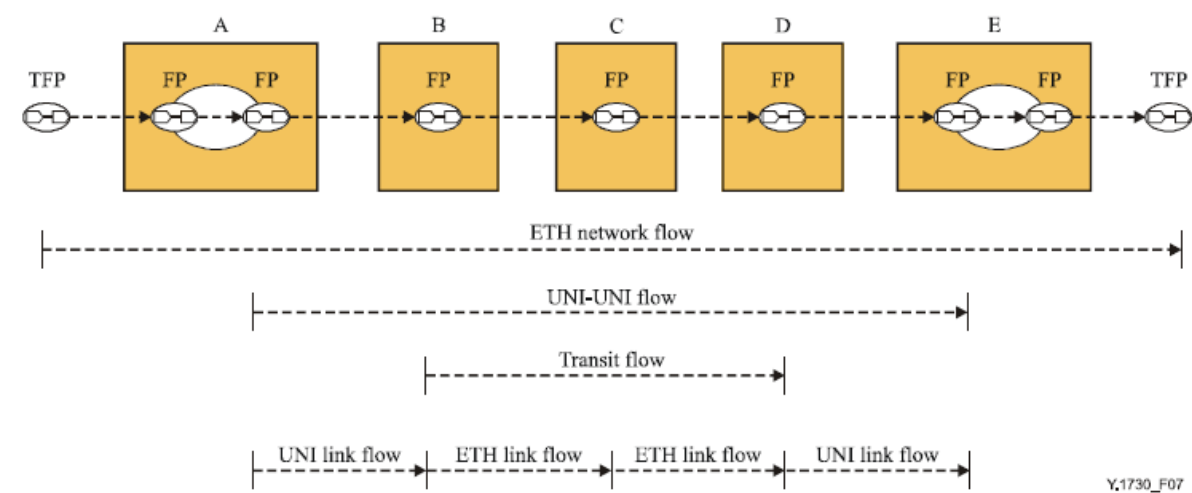 A B C D E
TFP FP FP FP FP FP FP FP TFP
ETH network flow
UNI-UNI flow
Transit flow
UNI link flow ETH link flow ETH link flow UNI link flow
Y.1730_F07